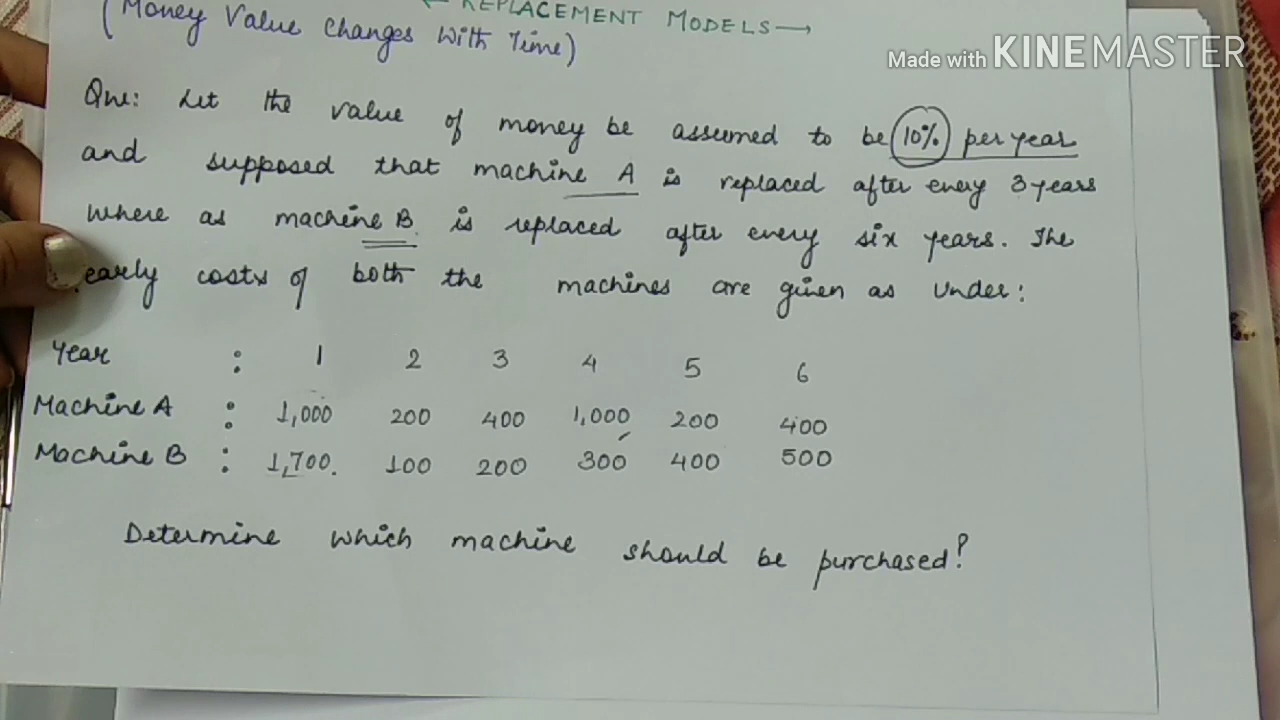 ← REPLACEMENT MODELS →
(Money Value Changes With Time)
Made with KINEMASTER
Que: Let the value of money be assumed to be 10% per year
and supposed that machine A is replaced after every 3 years
where as machine B is replaced after every six years. The
yearly costs of both the machines are given as under:
Year : 1 2 3 4 5 6
Machine A : 1,000 200 400 1,000 200 400
Machine B : 1,700. 100 200 300 400 500
Determine which machine should be purchased?